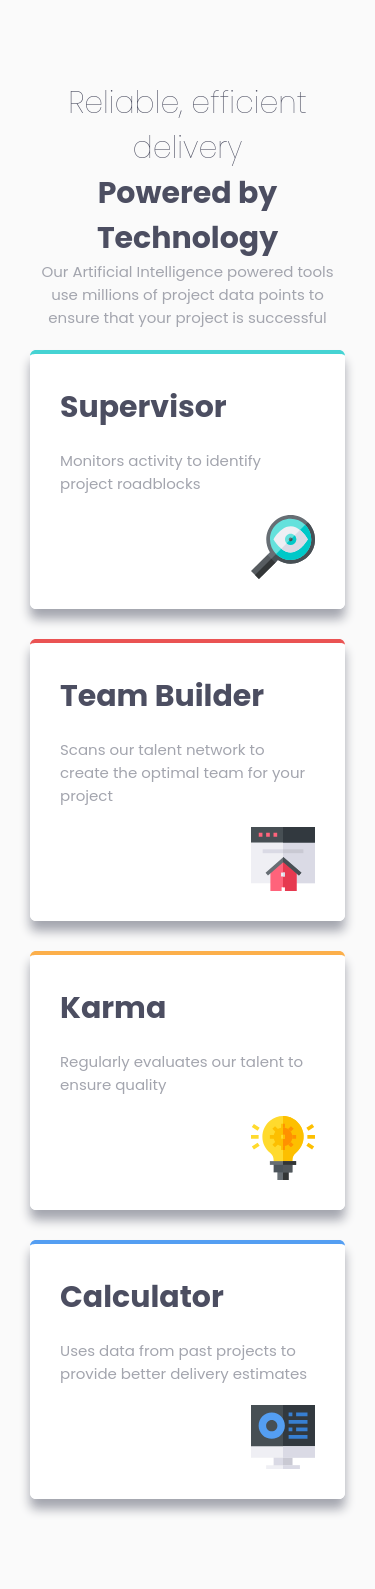 Reliable, efficient
delivery
Powered by
Technology
Our Artificial Intelligence powered tools
use millions of project data points to
ensure that your project is successful
Supervisor
Monitors activity to identify
project roadblocks
Team Builder
Scans our talent network to
create the optimal team for your
project
Karma
Regularly evaluates our talent to
ensure quality
Calculator
Uses data from past projects to
provide better delivery estimates